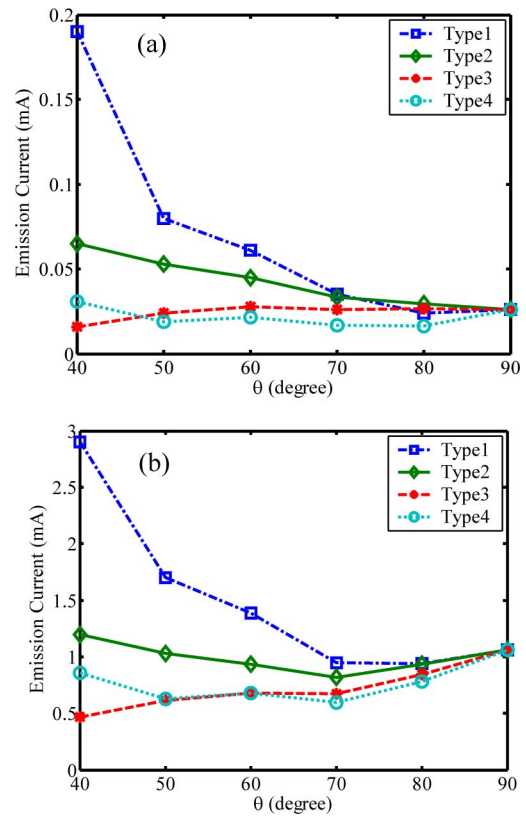 (a)
Emission Current (mA)
0.2
0.15
0.1
0.05
0
Type1
Type2
Type3
Type4
40 50 60 70 80 90
θ (degree)
(b)
Emission Current (mA)
3
2.5
2
1.5
1
0.5
0
Type1
Type2
Type3
Type4
40 50 60 70 80 90
θ (degree)